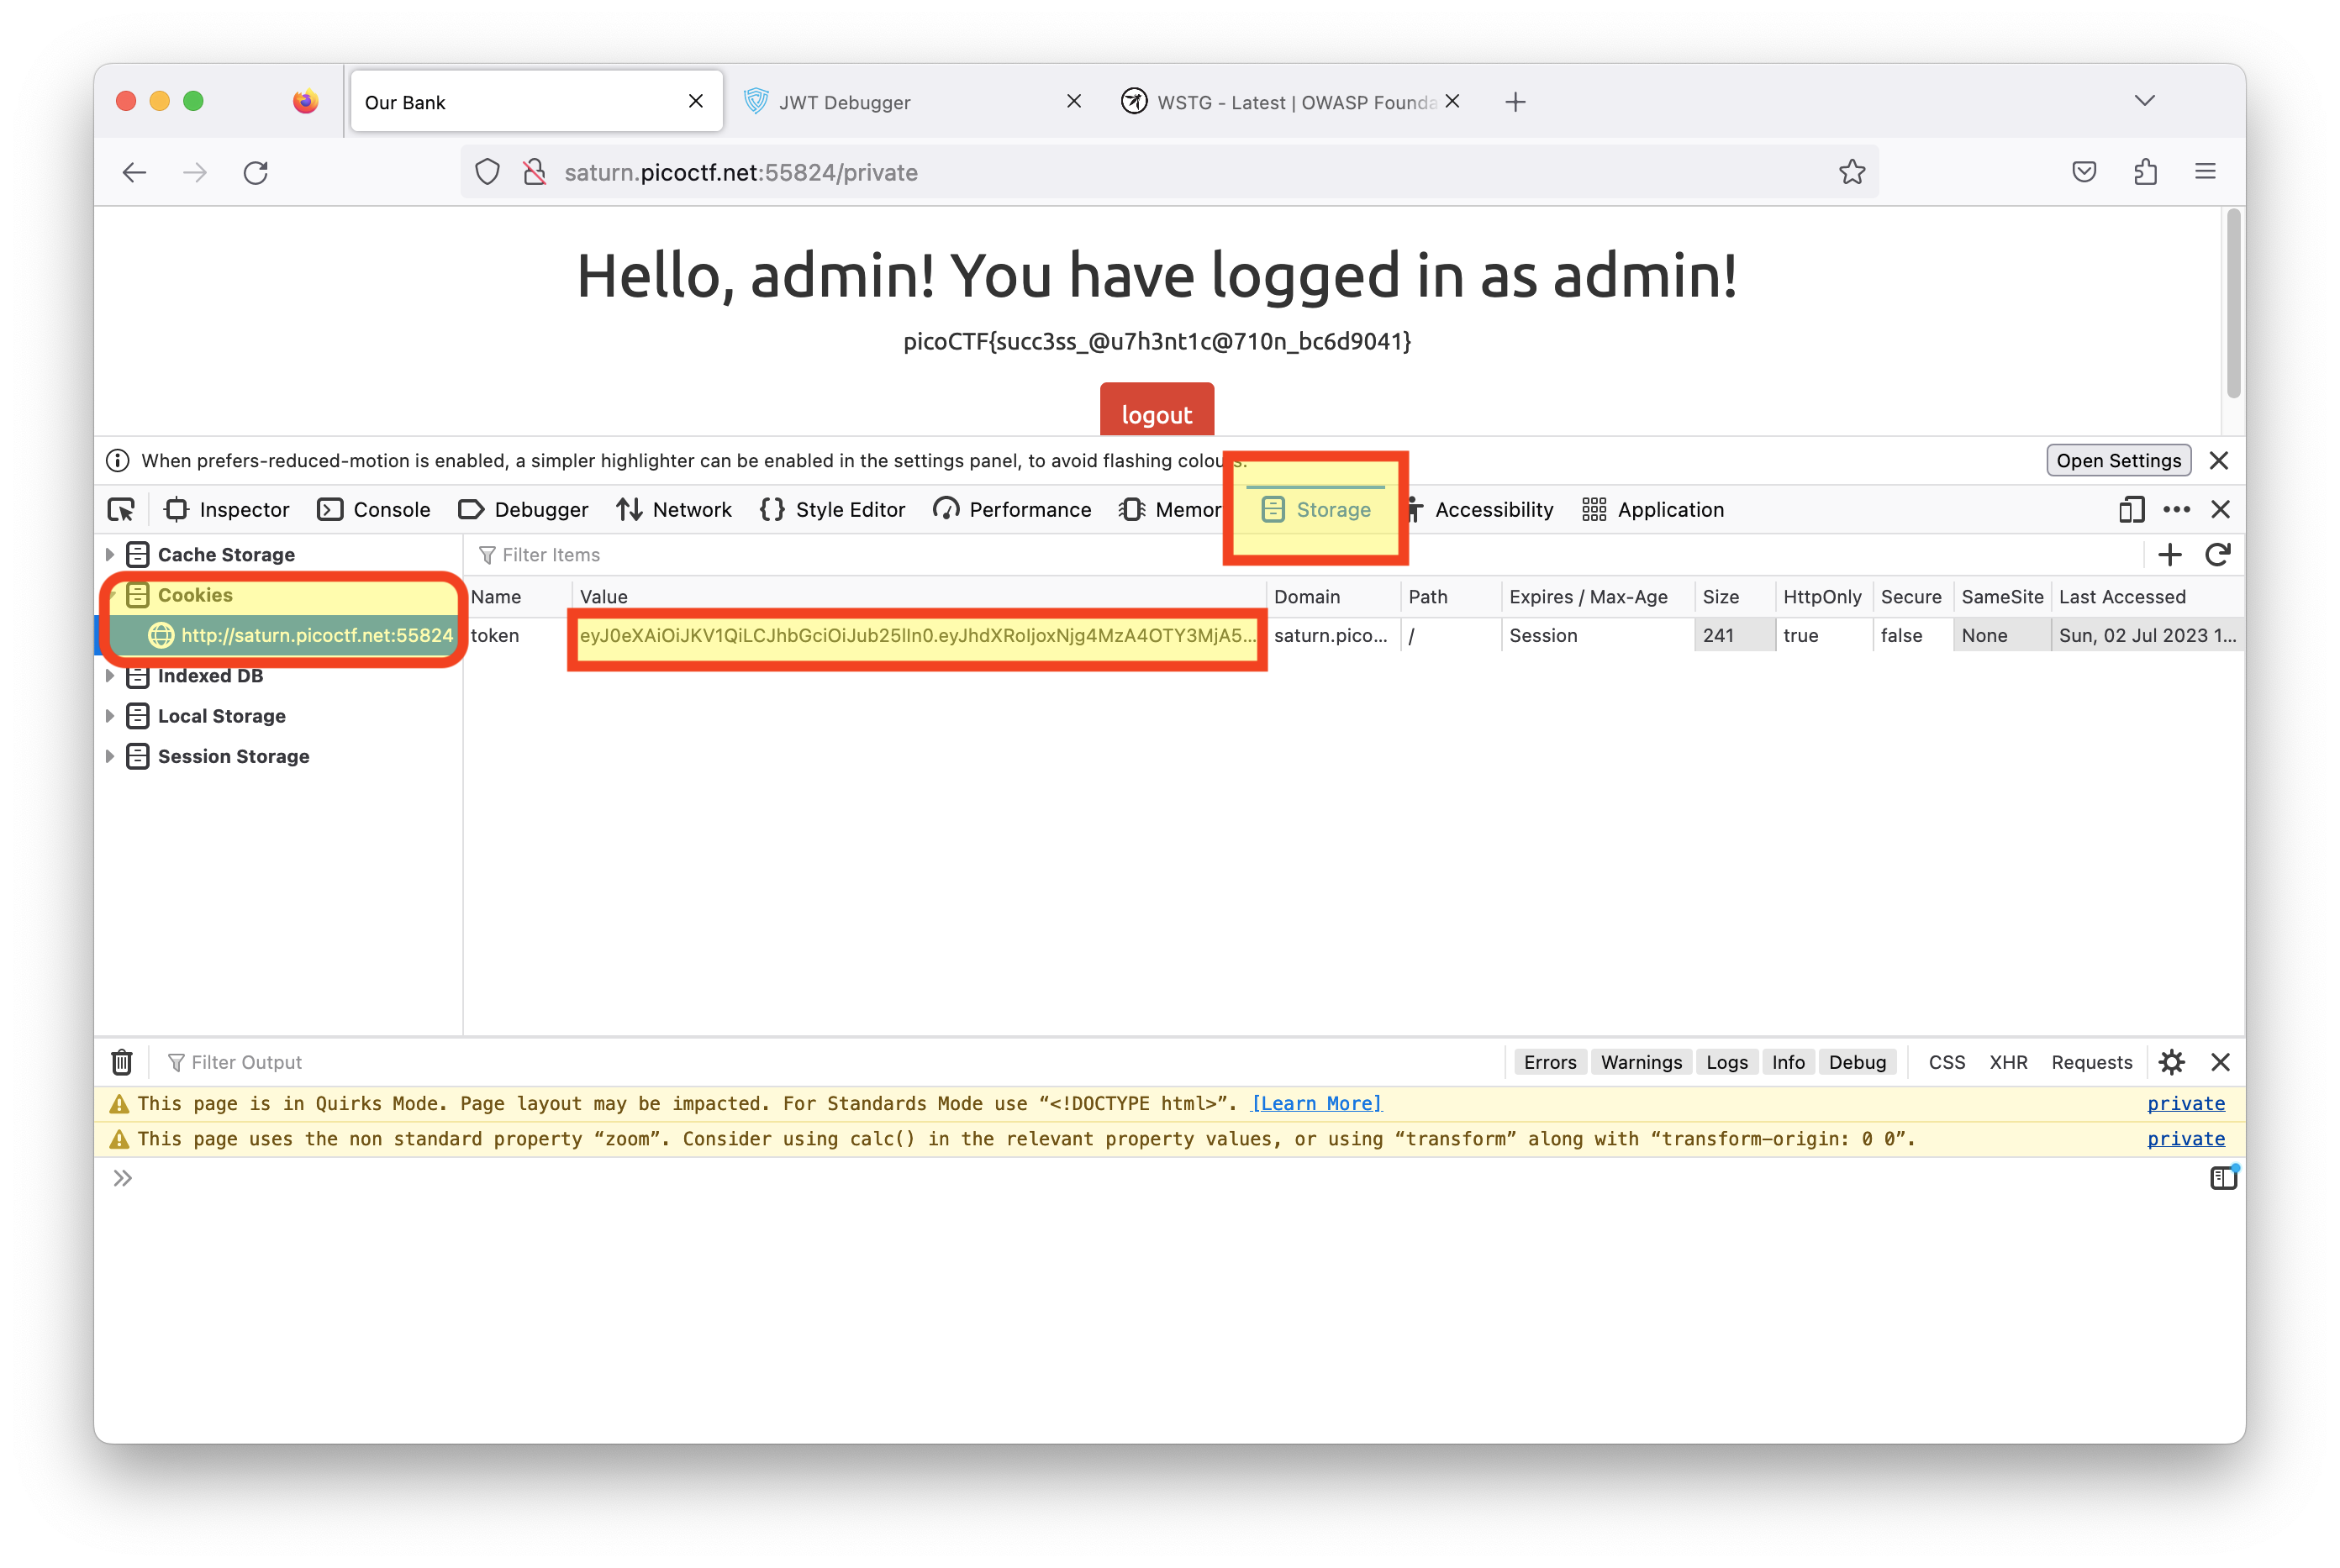 Our Bank
JWT Debugger
WSTG - Latest | OWASP Founda
saturn.picoctf.net:55824/private
Hello, admin! You have logged in as admin!
picoCTF{succ3ss_@u7h3nt1c@710n_bc6d9041}
logout
When prefers-reduced-motion is enabled, a simpler highlighter can be enabled in the settings panel, to avoid flashing colours.
Open Settings
Inspector Console Debugger Network Style Editor Performance Memor Storage Accessibility Application
Cache Storage
Filter Items
Cookies
Name Value Domain Path Expires / Max-Age Size HttpOnly Secure SameSite Last Accessed
http://saturn.picoctf.net:55824
token eyJ0eXAiOiJKV1QiLCJhbGciOiJub25lIn0.eyJhdXRoIjoxNjg4MzA4OTY3MjA5... saturn.pico... / Session 241 true false None Sun, 02 Jul 2023 1...
Indexed DB
Local Storage
Session Storage
Filter Output
Errors Warnings Logs Info Debug CSS XHR Requests
This page is in Quirks Mode. Page layout may be impacted. For Standards Mode use “<!DOCTYPE html>”. [Learn More] private
This page uses the non standard property “zoom”. Consider using calc() in the relevant property values, or using “transform” along with “transform-origin: 0 0”. private